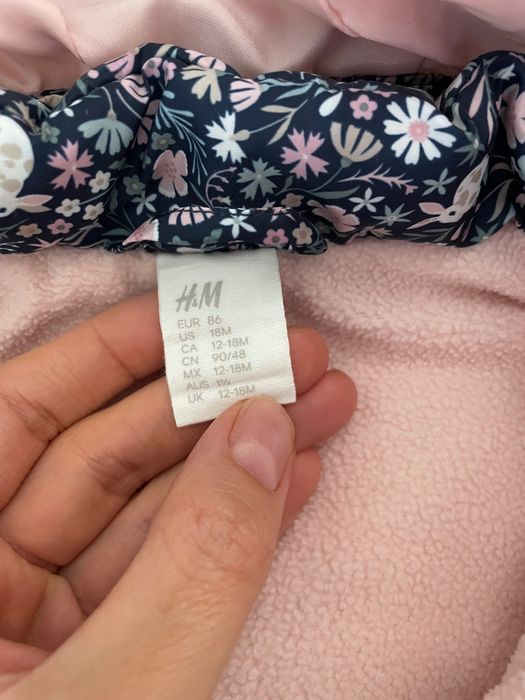 H&M
EUR 86
US 18M
CA 12-18M
CN 90/48
MX 12-18M
AUS 1½
UK 12-18M